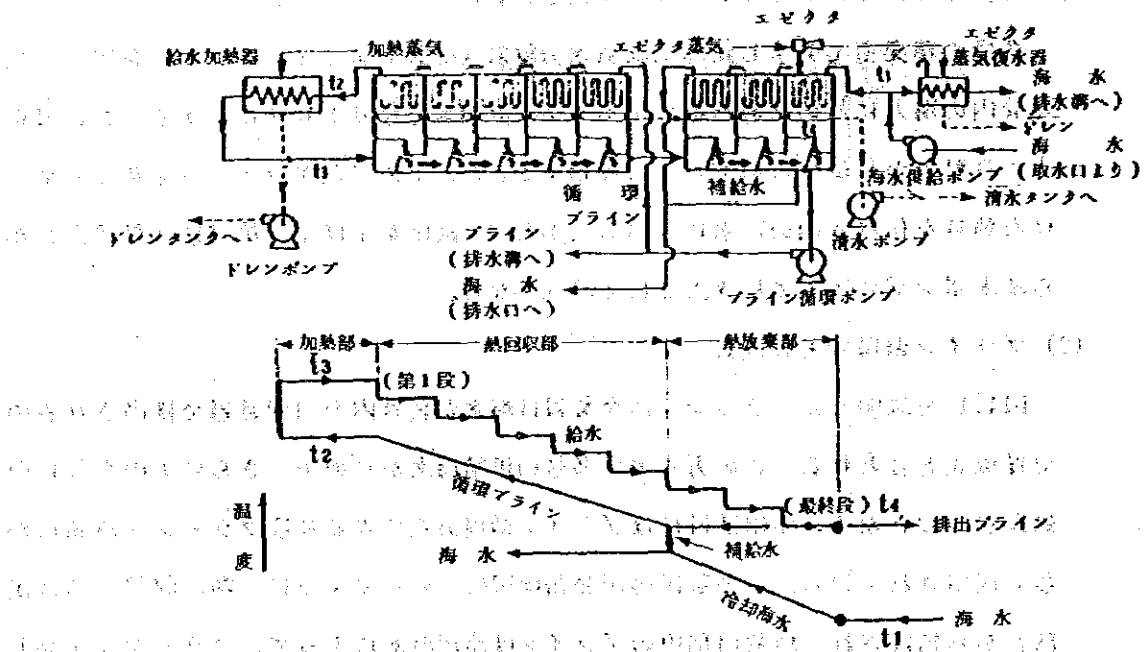 エゼクタ
給水加熱器
加熱蒸気
エゼクタ蒸気
エゼクタ
蒸気復水器
t2
t1
海 水
(排水溝へ)
ドレン
t4
海 水
(取水口より)
海水供給ポンプ
t3
循 環
ブライン
補給水
清水タンクへ
清水ポンプ
ドレンタンクへ
ドレンポンプ
ブライン
(排水溝へ)
海 水
(排水口へ)
ブライン循環ポンプ
加熱部
熱回収部
熱放棄部
t3
(第1段)
給水
t2
循環ブライン
(最終段)
t4
排出ブライン
温
度
海 水
補給水
冷却海水
t1
海 水